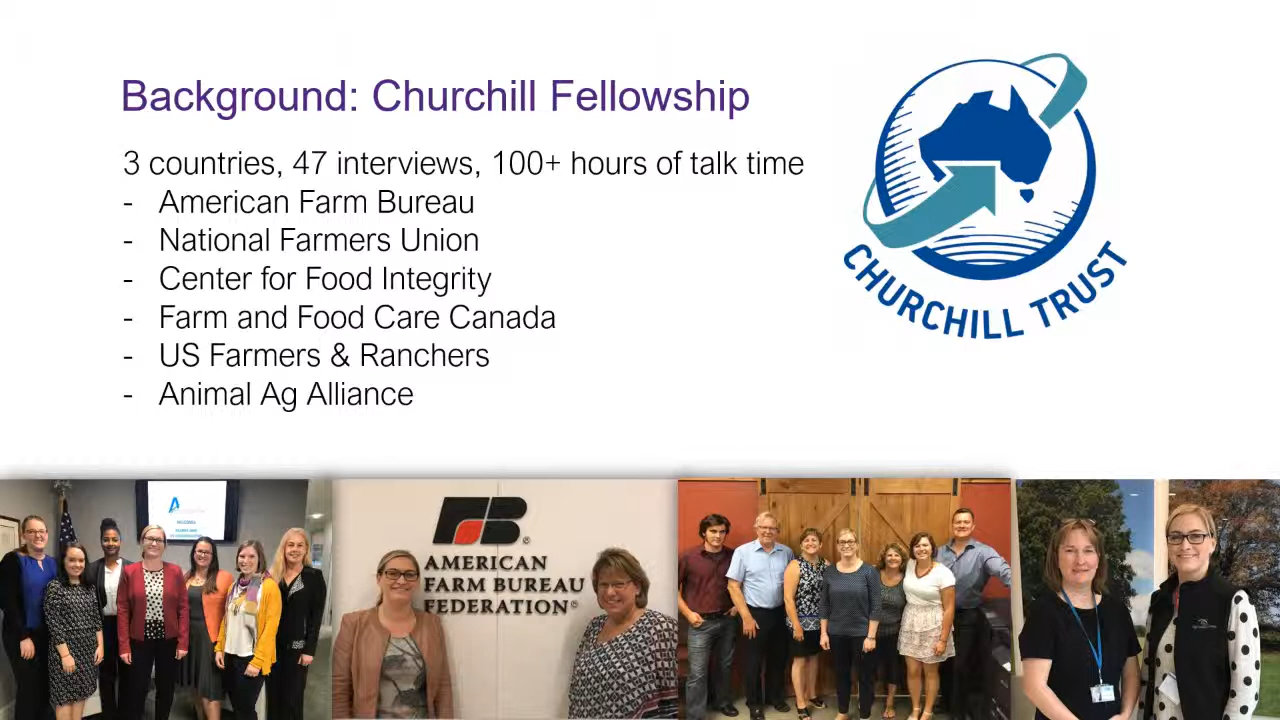 Background: Churchill Fellowship
3 countries, 47 interviews, 100+ hours of talk time
- American Farm Bureau
- National Farmers Union
- Center for Food Integrity
- Farm and Food Care Canada
- US Farmers & Ranchers
- Animal Ag Alliance
CHURCHILL TRUST
FB®
AMERICAN
FARM BUREAU
FEDERATION©